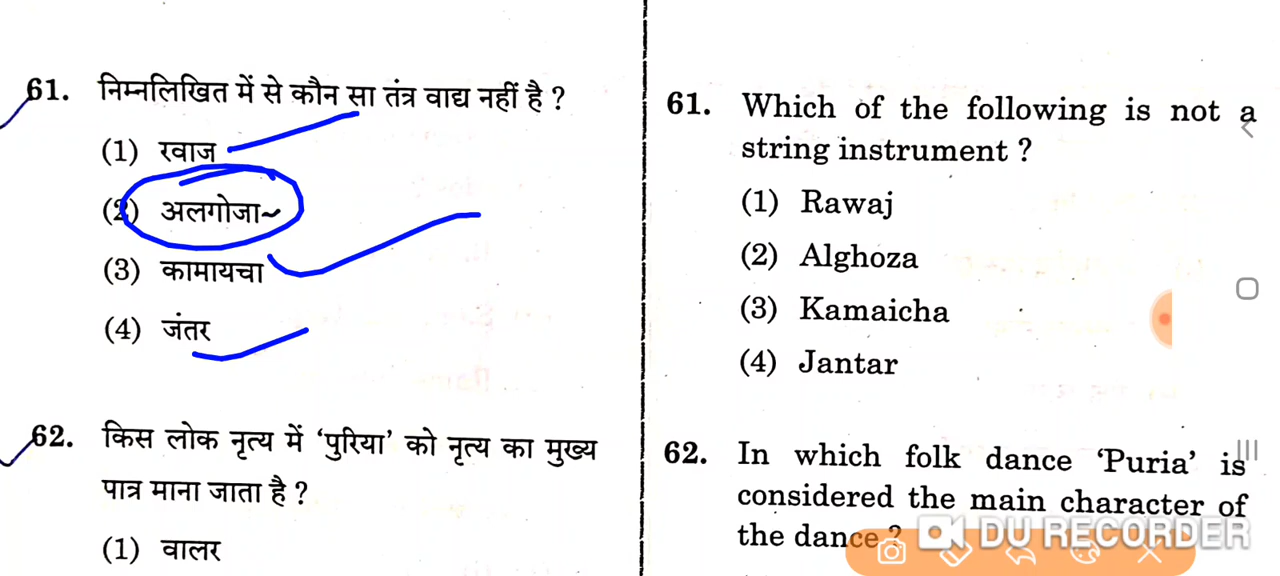 61. निम्नलिखित में से कौन सा तंत्र वाद्य नहीं है ?
(1) रवाज
(2) अलगोजा
(3) कामायचा
(4) जंतर
62. किस लोक नृत्य में ‘पुरिया’ को नृत्य का मुख्य
पात्र माना जाता है ?
(1) वालर
61. Which of the following is not a
string instrument ?
(1) Rawaj
(2) Alghoza
(3) Kamaicha
(4) Jantar
62. In which folk dance ‘Puria’ is
considered the main character of
the dance ?
DU RECORDER